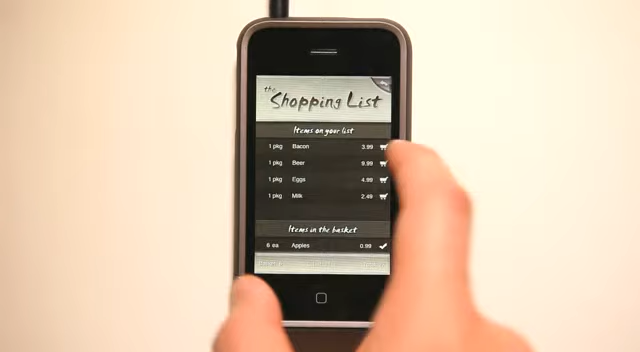 the
Shopping List
Items on your list
1 pkg Bacon 3.99
1 pkg Beer 9.99
1 pkg Eggs 4.99
1 pkg Milk 2.49
Items in the basket
6 ea Apples 0.99